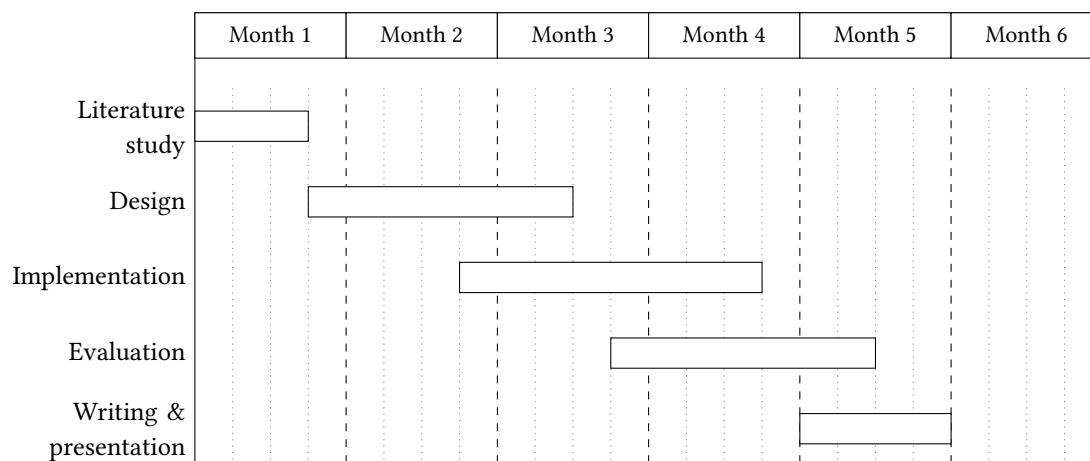 Month 1 Month 2 Month 3 Month 4 Month 5 Month 6
Literature
study
Design
Implementation
Evaluation
Writing &
presentation